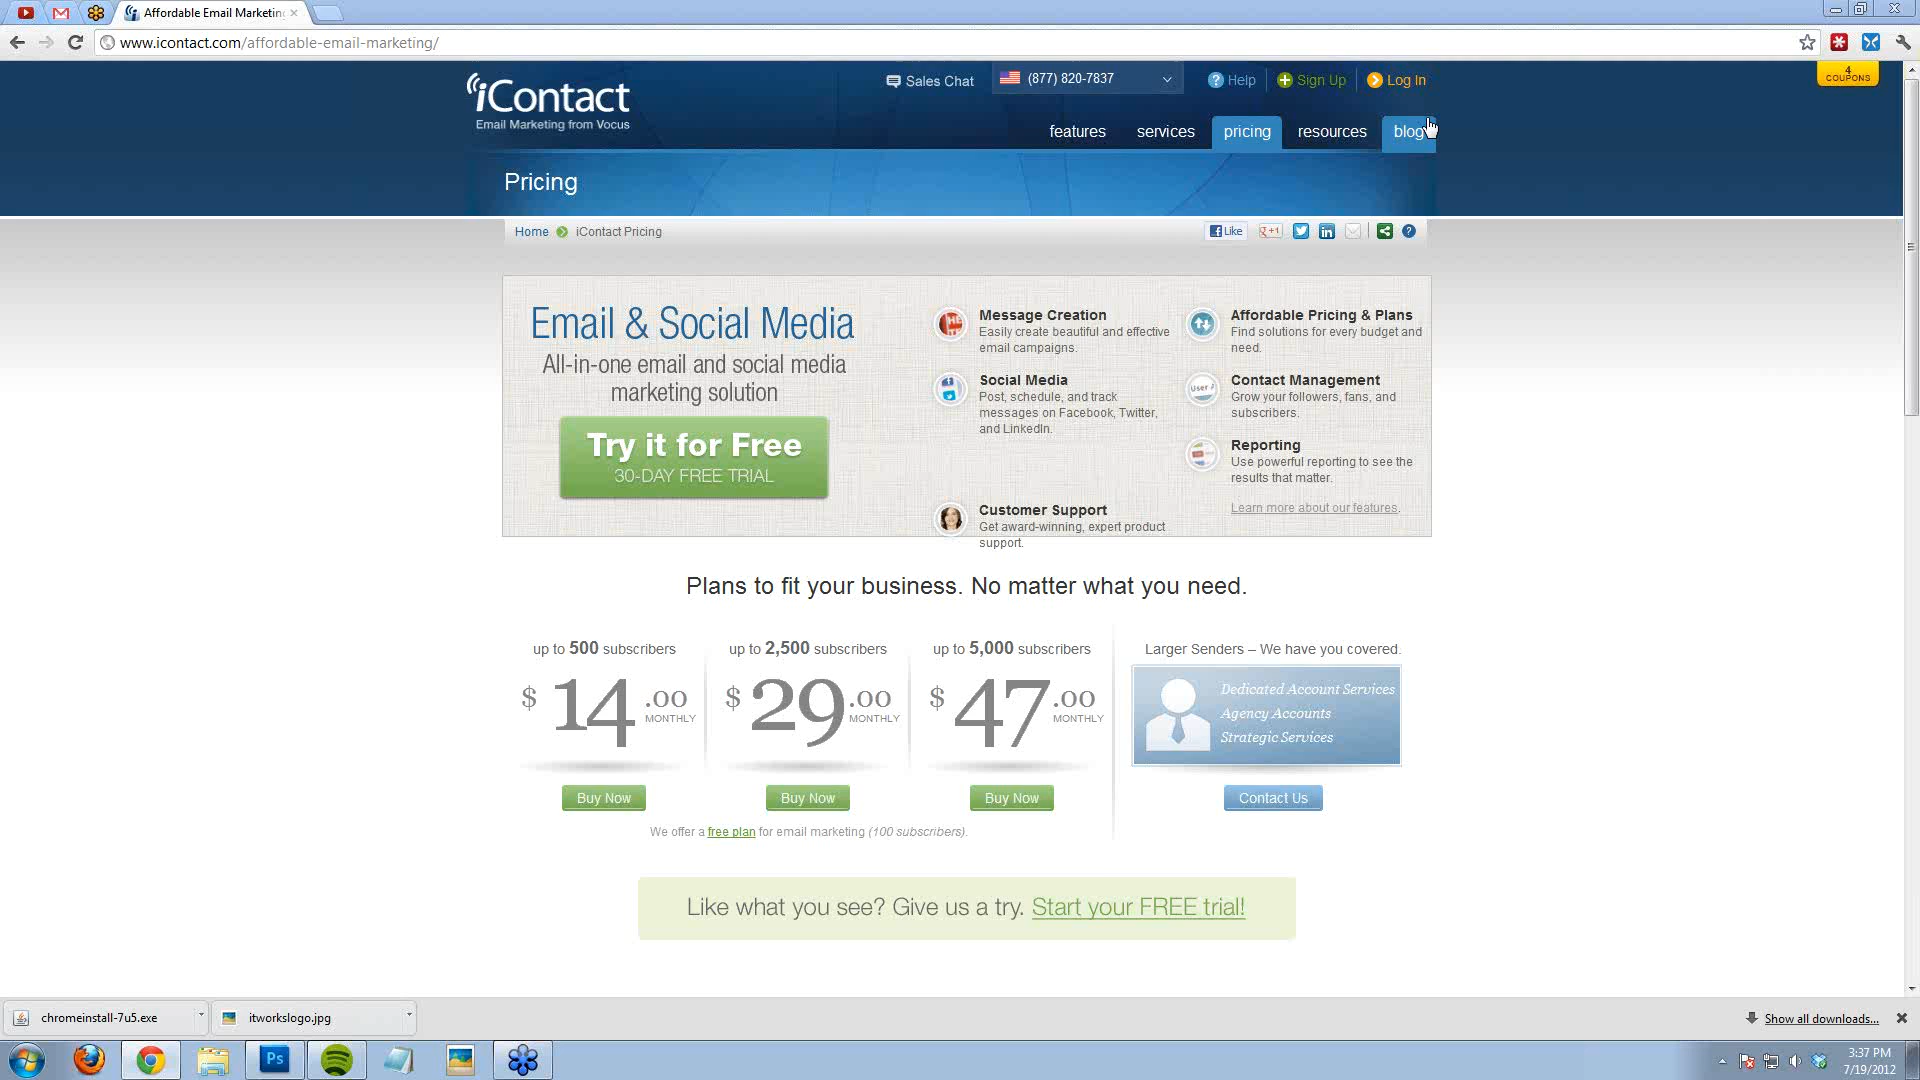 Affordable Email Marketin
www.icontact.com/affordable-email-marketing/
4
COUPONS
iContact
Email Marketing from Vocus
Sales Chat
(877) 820-7837
Help
Sign Up
Log In
features
services
pricing
resources
blog
Pricing
Home
iContact Pricing
Like
+1
Email & Social Media
All-in-one email and social media
marketing solution
Try it for Free
30-DAY FREE TRIAL
Message Creation
Easily create beautiful and effective
email campaigns.
Social Media
Post, schedule, and track
messages on Facebook, Twitter,
and LinkedIn.
Customer Support
Get award-winning, expert product
support.
Affordable Pricing & Plans
Find solutions for every budget and
need.
Contact Management
Grow your followers, fans, and
subscribers.
Reporting
Use powerful reporting to see the
results that matter.
Learn more about our features.
Plans to fit your business. No matter what you need.
up to 500 subscribers
$ 14.00
MONTHLY
Buy Now
up to 2,500 subscribers
$ 29.00
MONTHLY
Buy Now
up to 5,000 subscribers
$ 47.00
MONTHLY
Buy Now
Larger Senders – We have you covered.
Dedicated Account Services
Agency Accounts
Strategic Services
Contact Us
We offer a free plan for email marketing (100 subscribers).
Like what you see? Give us a try. Start your FREE trial!
chromeinstall-7u5.exe
itworkslogo.jpg
Show all downloads...
Ps
3:37 PM
7/19/2012